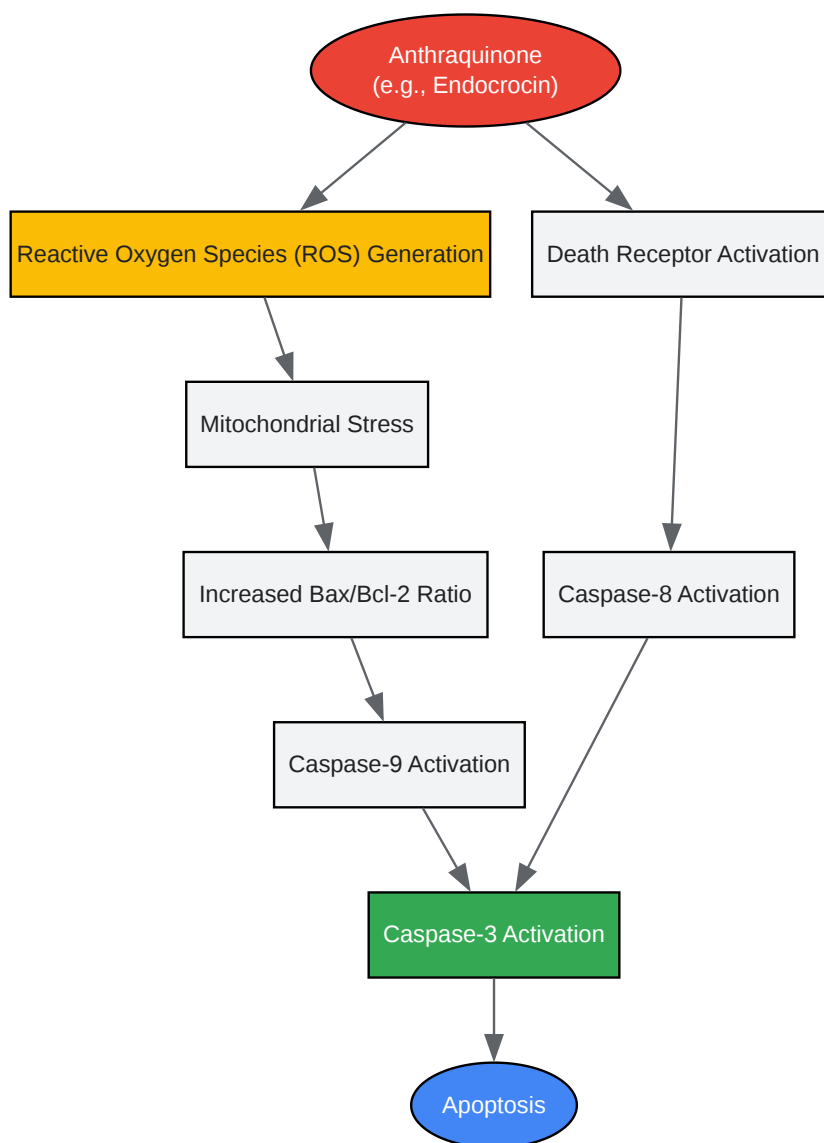 Anthraquinone
(e.g., Endocrocin)
Reactive Oxygen Species (ROS) Generation
Death Receptor Activation
Mitochondrial Stress
Increased Bax/Bcl-2 Ratio
Caspase-8 Activation
Caspase-9 Activation
Caspase-3 Activation
Apoptosis